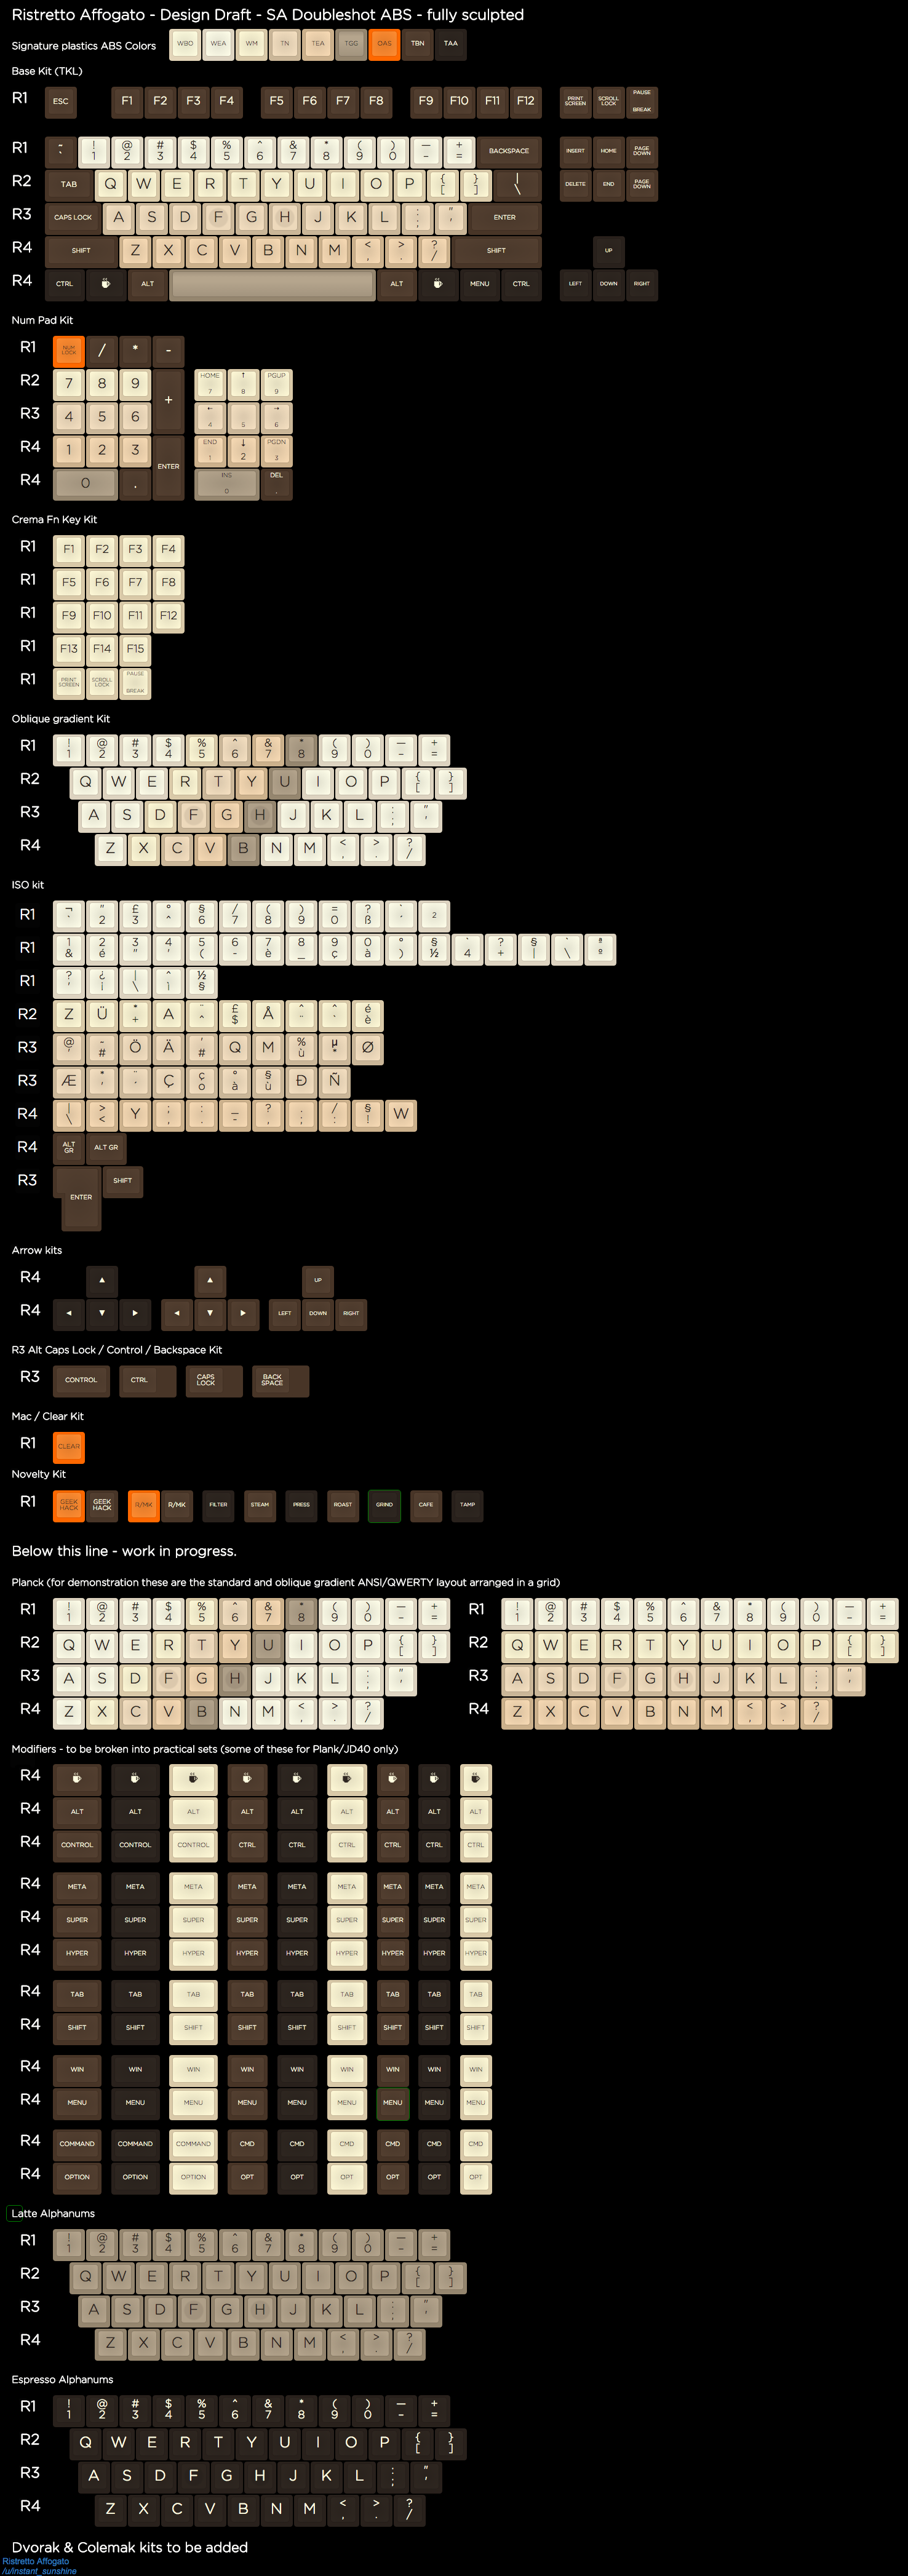 Ristretto Affogato - Design Draft - SA Doubleshot ABS - fully sculpted
Signature plastics ABS Colors WBO WEA WM TN TEA TGG OAS TBN TAA
Base Kit (TKL)
R1 ESC F1 F2 F3 F4 F5 F6 F7 F8 F9 F10 F11 F12 PRINT SCREEN SCROLL LOCK PAUSE BREAK
R1 ~ ` ! 1 @ 2 # 3 $ 4 % 5 ^ 6 & 7 * 8 ( 9 ) 0 — - + = BACKSPACE INSERT HOME PAGE DOWN
R2 TAB Q W E R T Y U I O P { [ } ] | \ DELETE END PAGE DOWN
R3 CAPS LOCK A S D F G H J K L : ; " ' ENTER
R4 SHIFT Z X C V B N M < , > . ? / SHIFT UP
R4 CTRL ALT ALT MENU CTRL LEFT DOWN RIGHT
Num Pad Kit
R1 NUM LOCK / * -
R2 7 8 9 + HOME 7 ↑ 8 PGUP 9
R3 4 5 6 ← 4 5 → 6
R4 1 2 3 ENTER END 1 ↓ 2 PGDN 3
R4 0 . INS 0 DEL .
Crema Fn Key Kit
R1 F1 F2 F3 F4
R1 F5 F6 F7 F8
R1 F9 F10 F11 F12
R1 F13 F14 F15
R1 PRINT SCREEN SCROLL LOCK PAUSE BREAK
Oblique gradient Kit
R1 ! 1 @ 2 # 3 $ 4 % 5 ^ 6 & 7 * 8 ( 9 ) 0 — - + =
R2 Q W E R T Y U I O P { [ } ]
R3 A S D F G H J K L : ; " '
R4 Z X C V B N M < , > . ? /
ISO kit
R1 ¬ ` " 2 £ 3 ° ^ § 6 / 7 ( 8 ) 9 = 0 ? ß 2
R1 1 & 2 é 3 " 4 ' 5 ( 6 - 7 è 8 _ 9 ç 0 à ° ) § ½ 4 ? + § | ` \ ª º
R1 ? ' ¿ ¡ | \ ^ ì ½ §
R2 Z Ü * + A ¨ ^ £ $ Å é è
R3 @ ' - # Ö Ä ' # Q M % ù µ * Ø
R3 Æ * ' Ç ç o ° à § ù Ð Ñ
R4 | \ > < Y ; , : . _ - ? , / : § ! W
R4 ALT GR ALT GR
R3 ENTER SHIFT
Arrow kits
R4 ▲ ▲ UP
R4 ◄ ▼ ► ◄ ▼ ► LEFT DOWN RIGHT
R3 Alt Caps Lock / Control / Backspace Kit
R3 CONTROL CTRL CAPS LOCK BACK SPACE
Mac / Clear Kit
R1 CLEAR
Novelty Kit
R1 GEEK HACK GEEK HACK R/MK R/MK FILTER STEAM PRESS ROAST GRIND CAFE TAMP
Below this line - work in progress.
Planck (for demonstration these are the standard and oblique gradient ANSI/QWERTY layout arranged in a grid)
R1 ! 1 @ 2 # 3 $ 4 % 5 ^ 6 & 7 * 8 ( 9 ) 0 — - + = R1 ! 1 @ 2 # 3 $ 4 % 5 ^ 6 & 7 * 8 ( 9 ) 0 — - + =
R2 Q W E R T Y U I O P { [ } ] R2 Q W E R T Y U I O P { [ } ]
R3 A S D F G H J K L : ; " ' R3 A S D F G H J K L : ; " '
R4 Z X C V B N M < , > . ? / R4 Z X C V B N M < , > . ? /
Modifiers - to be broken into practical sets (some of these for Plank/JD40 only)
R4
R4 ALT ALT ALT ALT ALT ALT ALT ALT ALT
R4 CONTROL CONTROL CONTROL CTRL CTRL CTRL CTRL CTRL CTRL
R4 META META META META META META META META META
R4 SUPER SUPER SUPER SUPER SUPER SUPER SUPER SUPER SUPER
R4 HYPER HYPER HYPER HYPER HYPER HYPER HYPER HYPER HYPER
R4 TAB TAB TAB TAB TAB TAB TAB TAB TAB
R4 SHIFT SHIFT SHIFT SHIFT SHIFT SHIFT SHIFT SHIFT SHIFT
R4 WIN WIN WIN WIN WIN WIN WIN WIN WIN
R4 MENU MENU MENU MENU MENU MENU MENU MENU MENU
R4 COMMAND COMMAND COMMAND CMD CMD CMD CMD CMD CMD
R4 OPTION OPTION OPTION OPT OPT OPT OPT OPT OPT
Latte Alphanums
R1 ! 1 @ 2 # 3 $ 4 % 5 ^ 6 & 7 * 8 ( 9 ) 0 — - + =
R2 Q W E R T Y U I O P { [ } ]
R3 A S D F G H J K L : ; " '
R4 Z X C V B N M < , > . ? /
Espresso Alphanums
R1 ! 1 @ 2 # 3 $ 4 % 5 ^ 6 & 7 * 8 ( 9 ) 0 — - + =
R2 Q W E R T Y U I O P { [ } ]
R3 A S D F G H J K L : ; " '
R4 Z X C V B N M < , > . ? /
Dvorak & Colemak kits to be added
Ristretto Affogato
/u/instant_sunshine